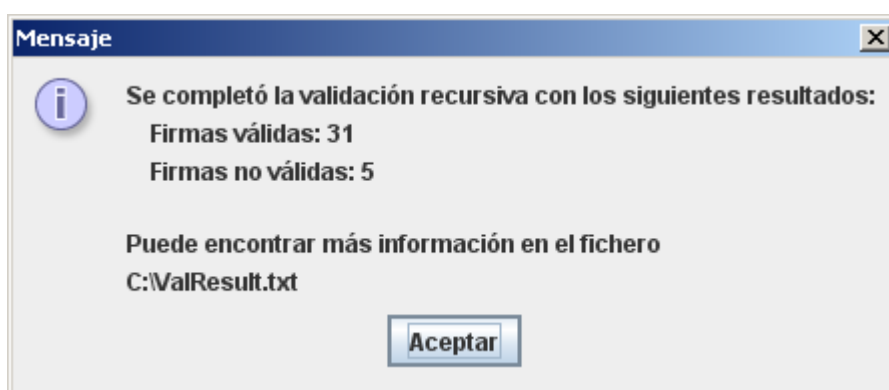 Mensaje
Se completó la validación recursiva con los siguientes resultados:
Firmas válidas: 31
Firmas no válidas: 5
Puede encontrar más información en el fichero
C:\ValResult.txt
Aceptar